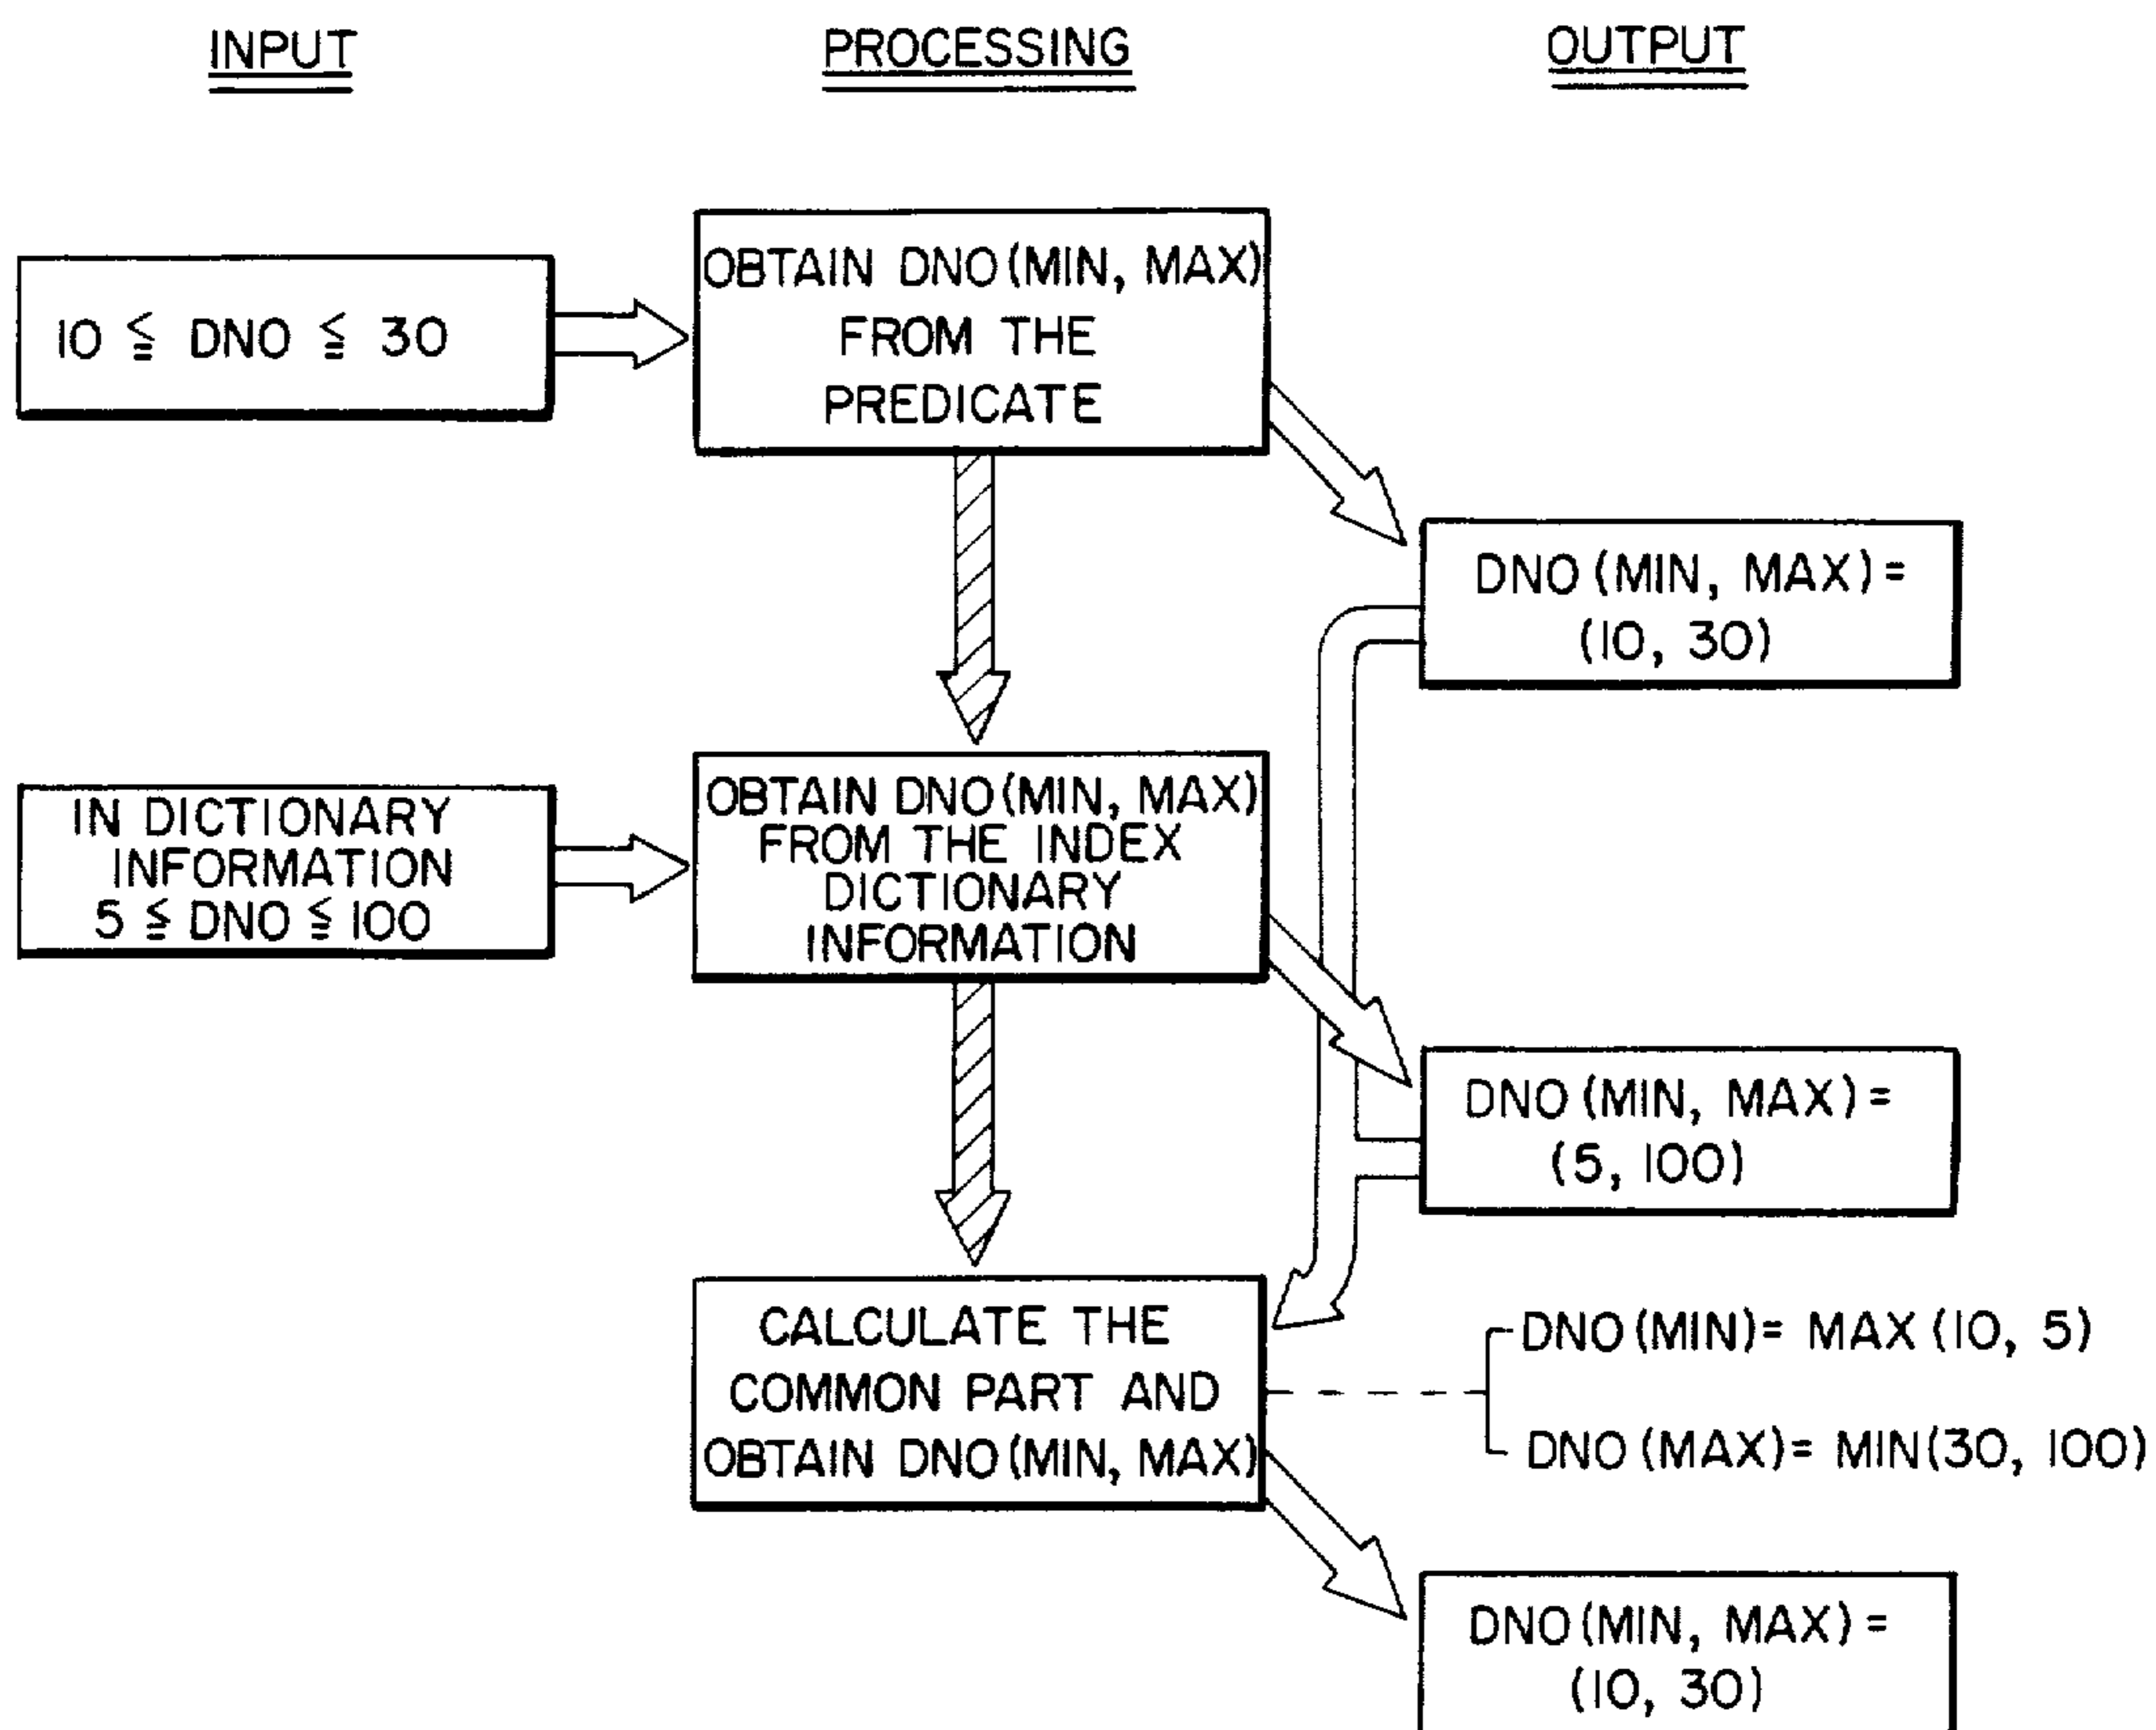 INPUT
PROCESSING
OUTPUT
10 ≦ DNO ≦ 30
OBTAIN DNO (MIN, MAX)
FROM THE
PREDICATE
DNO (MIN, MAX) =
(10, 30)
IN DICTIONARY
INFORMATION
5 ≦ DNO ≦ 100
OBTAIN DNO (MIN, MAX)
FROM THE INDEX
DICTIONARY
INFORMATION
DNO (MIN, MAX) =
(5, 100)
CALCULATE THE
COMMON PART AND
OBTAIN DNO (MIN, MAX)
DNO (MIN) = MAX (10, 5)
DNO (MAX) = MIN (30, 100)
DNO (MIN, MAX) =
(10, 30)